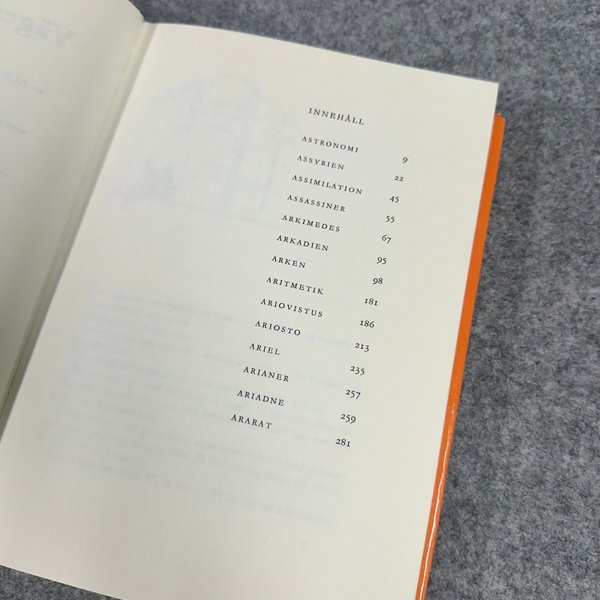 INNEHÅLL
ASTRONOMI 9
ASSYRIEN 22
ASSIMILATION 45
ASSASSINER 55
ARKIMEDES 67
ARKADIEN 95
ARKEN 98
ARITMETIK 181
ARIOVISTUS 186
ARIOSTO 213
ARIEL 235
ARIANER 257
ARIADNE 259
ARARAT 281